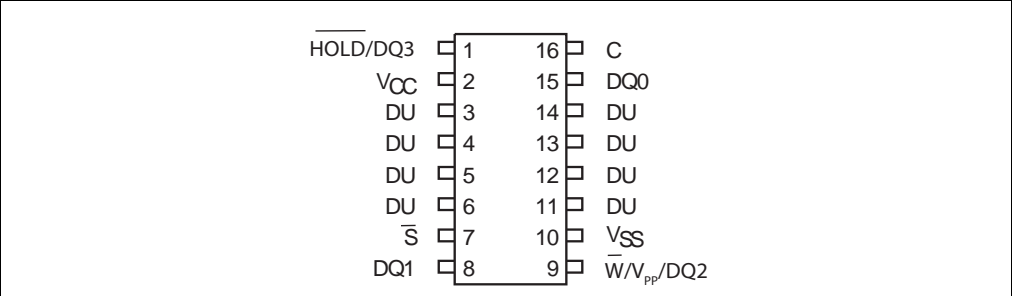 HOLD/DQ3 1 16 C
VCC 2 15 DQ0
DU 3 14 DU
DU 4 13 DU
DU 5 12 DU
DU 6 11 DU
S 7 10 VSS
DQ1 8 9 W/VPP/DQ2